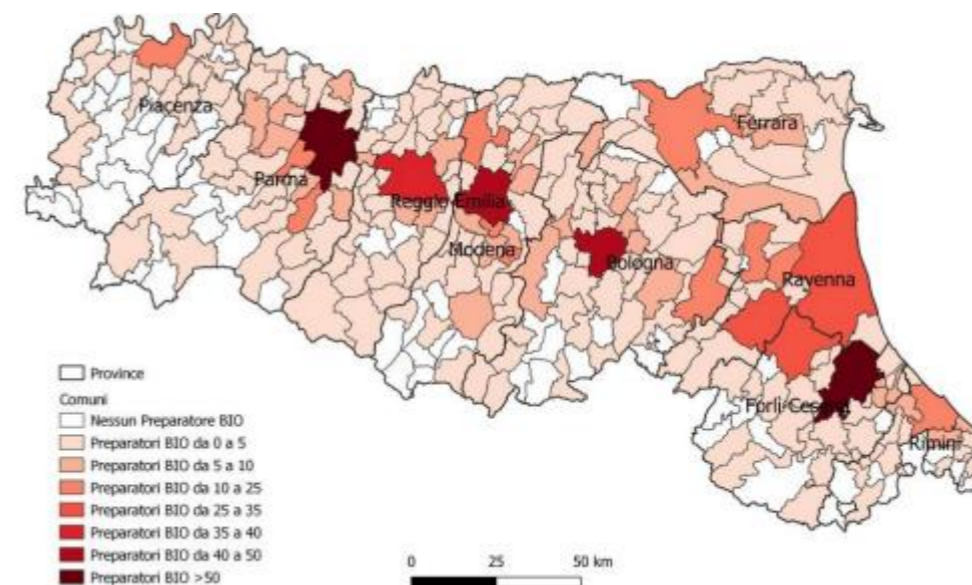 Piacenza
Ferrara
Parma
Reggio Emilia
Modena
Bologna
Ravenna
Forlì-Cesena
Rimini
Province
Comuni
Nessun Preparatore BIO
Preparatori BIO da 0 a 5
Preparatori BIO da 5 a 10
Preparatori BIO da 10 a 25
Preparatori BIO da 25 a 35
Preparatori BIO da 35 a 40
Preparatori BIO da 40 a 50
Preparatori BIO >50
0 25 50 km